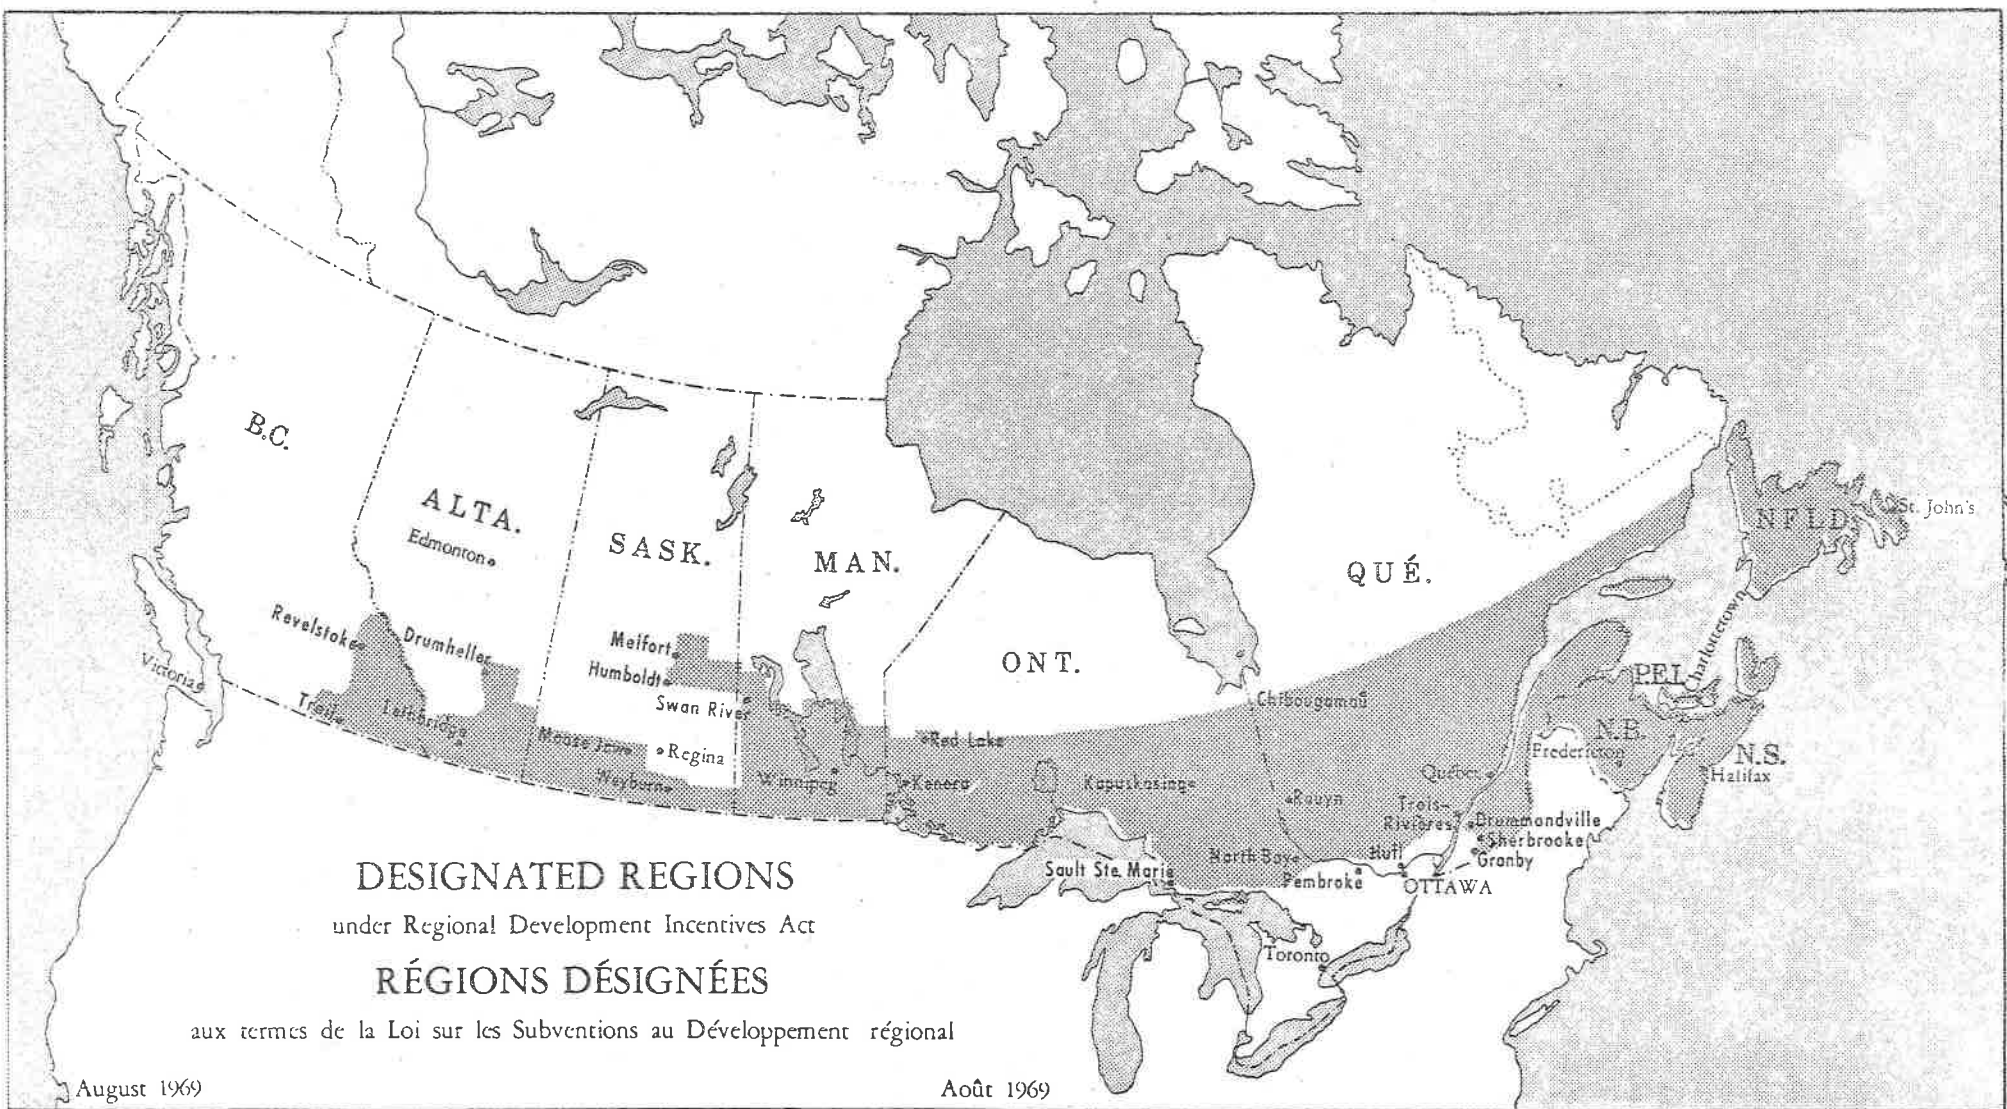 B.C.
ALTA.
Edmonton
SASK.
MAN.
ONT.
QUÉ.
NFLD.
St. John's
Charlottetown
P.E.I.
N.B.
Fredericton
N.S.
Halifax
Revelstoke
Victoria
Trail
Drumheller
Lethbridge
Melfort
Humboldt
Swan River
Moose Jaw
Regina
Weyburn
Winnipeg
Red Lake
Kenora
Kapuskasing
Chibougamau
Rouyn
Québec
Trois-
Rivières
Drummondville
Sherbrooke
Granby
Hull
OTTAWA
North Bay
Pembroke
Sault Ste. Marie
Toronto
DESIGNATED REGIONS
under Regional Development Incentives Act
RÉGIONS DÉSIGNÉES
aux termes de la Loi sur les Subventions au Développement régional
August 1969
Août 1969